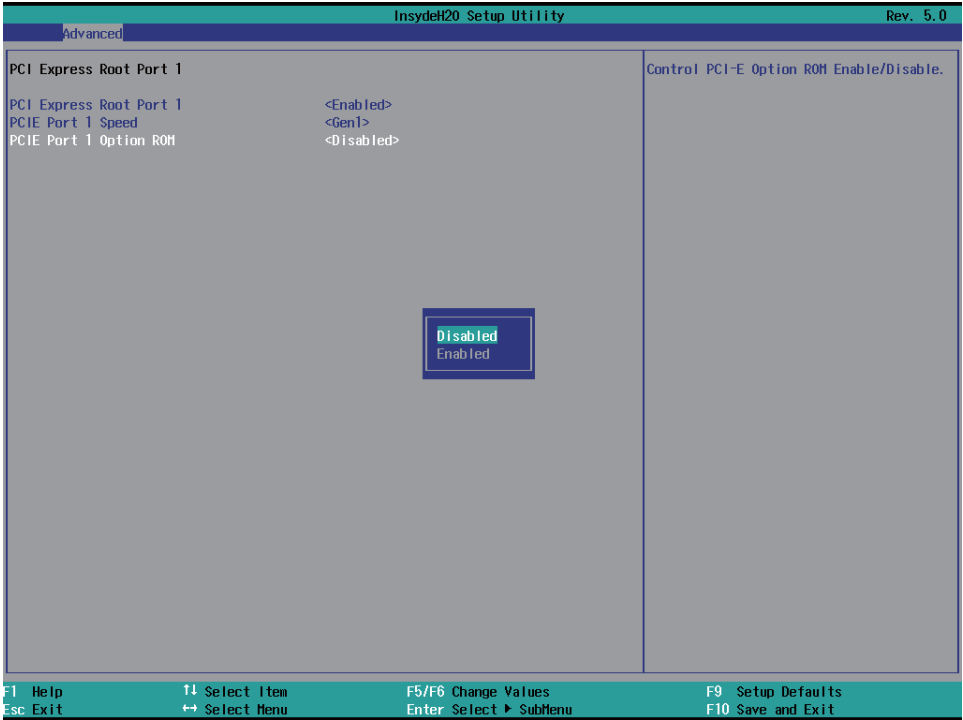 InsydeH20 Setup Utility Rev. 5.0
Advanced
PCI Express Root Port 1
Control PCI-E Option ROM Enable/Disable.
PCI Express Root Port 1 <Enabled>
PCIE Port 1 Speed <Gen1>
PCIE Port 1 Option ROM <Disabled>
Disabled
Enabled
F1 Help ↑↓ Select Item F5/F6 Change Values F9 Setup Defaults
Esc Exit ↔ Select Menu Enter Select ▶ SubMenu F10 Save and Exit